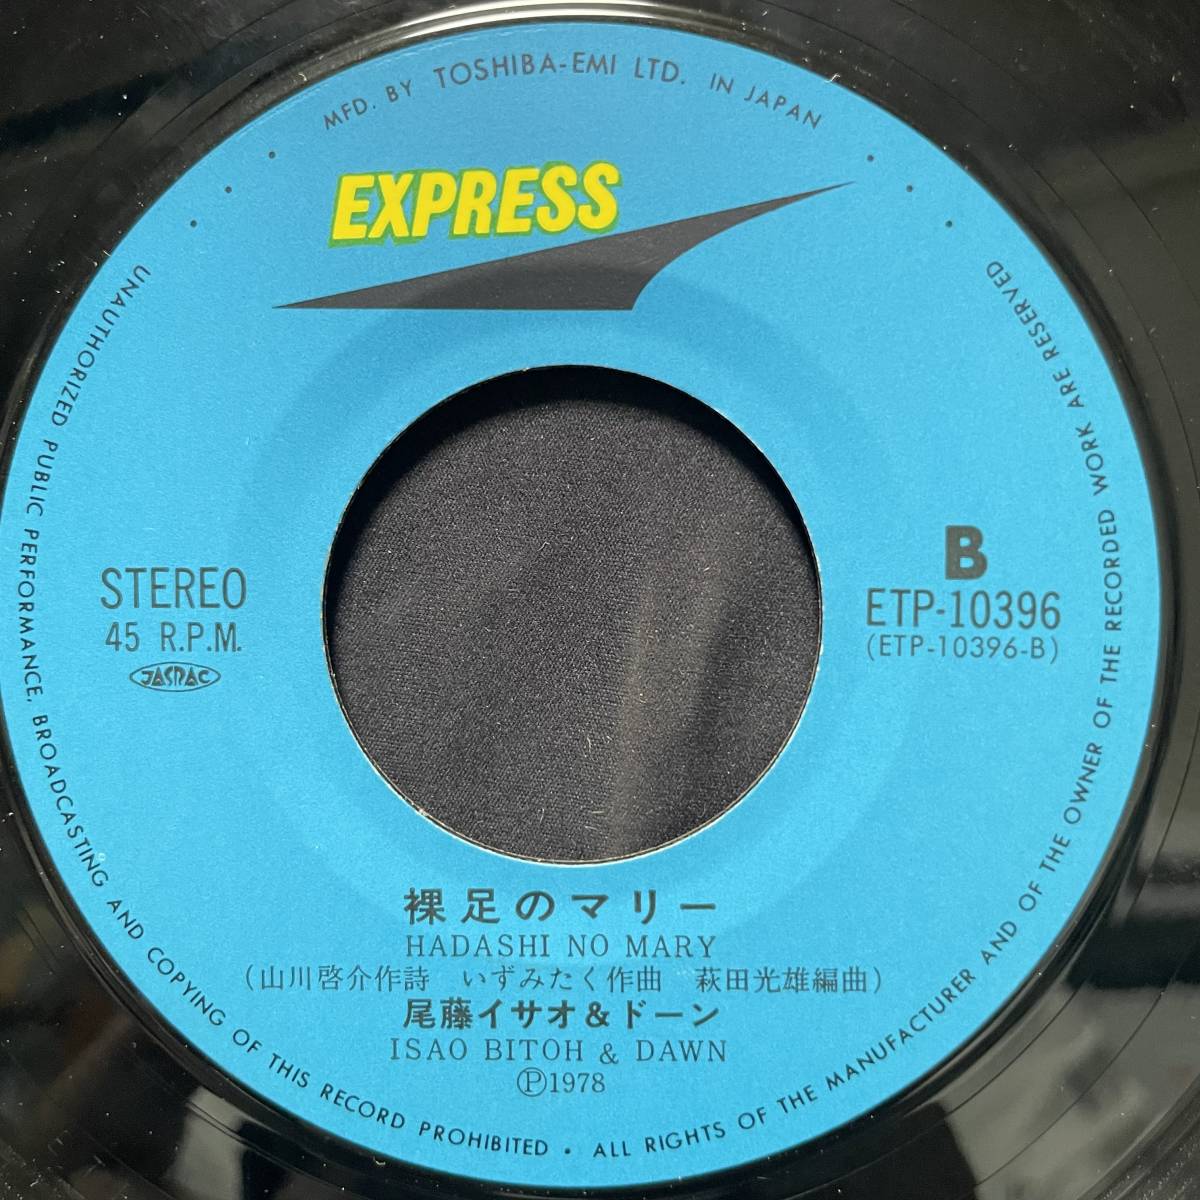 MFD. BY TOSHIBA-EMI LTD. IN JAPAN
EXPRESS
STEREO
45 R.P.M.
JASRAC
B
ETP-10396
(ETP-10396-B)
裸足のマリー
HADASHI NO MARY
(山川啓介作詩 いずみたく作曲 萩田光雄編曲)
尾藤イサオ&ドーン
ISAO BITOH & DAWN
Ⓟ1978
UNAUTHORIZED PUBLIC PERFORMANCE, BROADCASTING AND COPYING OF THIS RECORD PROHIBITED • ALL RIGHTS OF THE MANUFACTURER AND OF THE OWNER OF THE RECORDED WORK ARE RESERVED